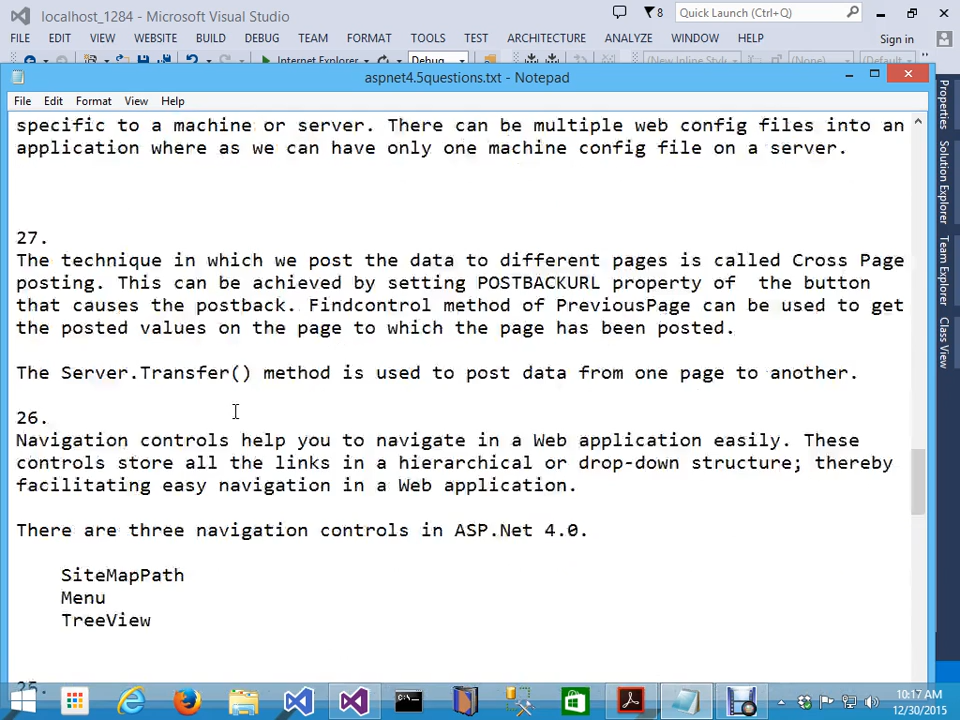 localhost_1284 - Microsoft Visual Studio
8
Quick Launch (Ctrl+Q)
FILE EDIT VIEW WEBSITE BUILD DEBUG TEAM FORMAT TOOLS TEST ARCHITECTURE ANALYZE WINDOW HELP
Sign in
Internet Explorer Debug (New Inline Style (Default)
aspnet4.5questions.txt - Notepad
File Edit Format View Help
specific to a machine or server. There can be multiple web config files into an
application where as we can have only one machine config file on a server.
27.
The technique in which we post the data to different pages is called Cross Page
posting. This can be achieved by setting POSTBACKURL property of  the button
that causes the postback. Findcontrol method of PreviousPage can be used to get
the posted values on the page to which the page has been posted.
The Server.Transfer() method is used to post data from one page to another.
26.
Navigation controls help you to navigate in a Web application easily. These
controls store all the links in a hierarchical or drop-down structure; thereby
facilitating easy navigation in a Web application.
There are three navigation controls in ASP.Net 4.0.
SiteMapPath
Menu
TreeView
25.
Properties
Solution Explorer
Team Explorer
Class View
10:17 AM
12/30/2015